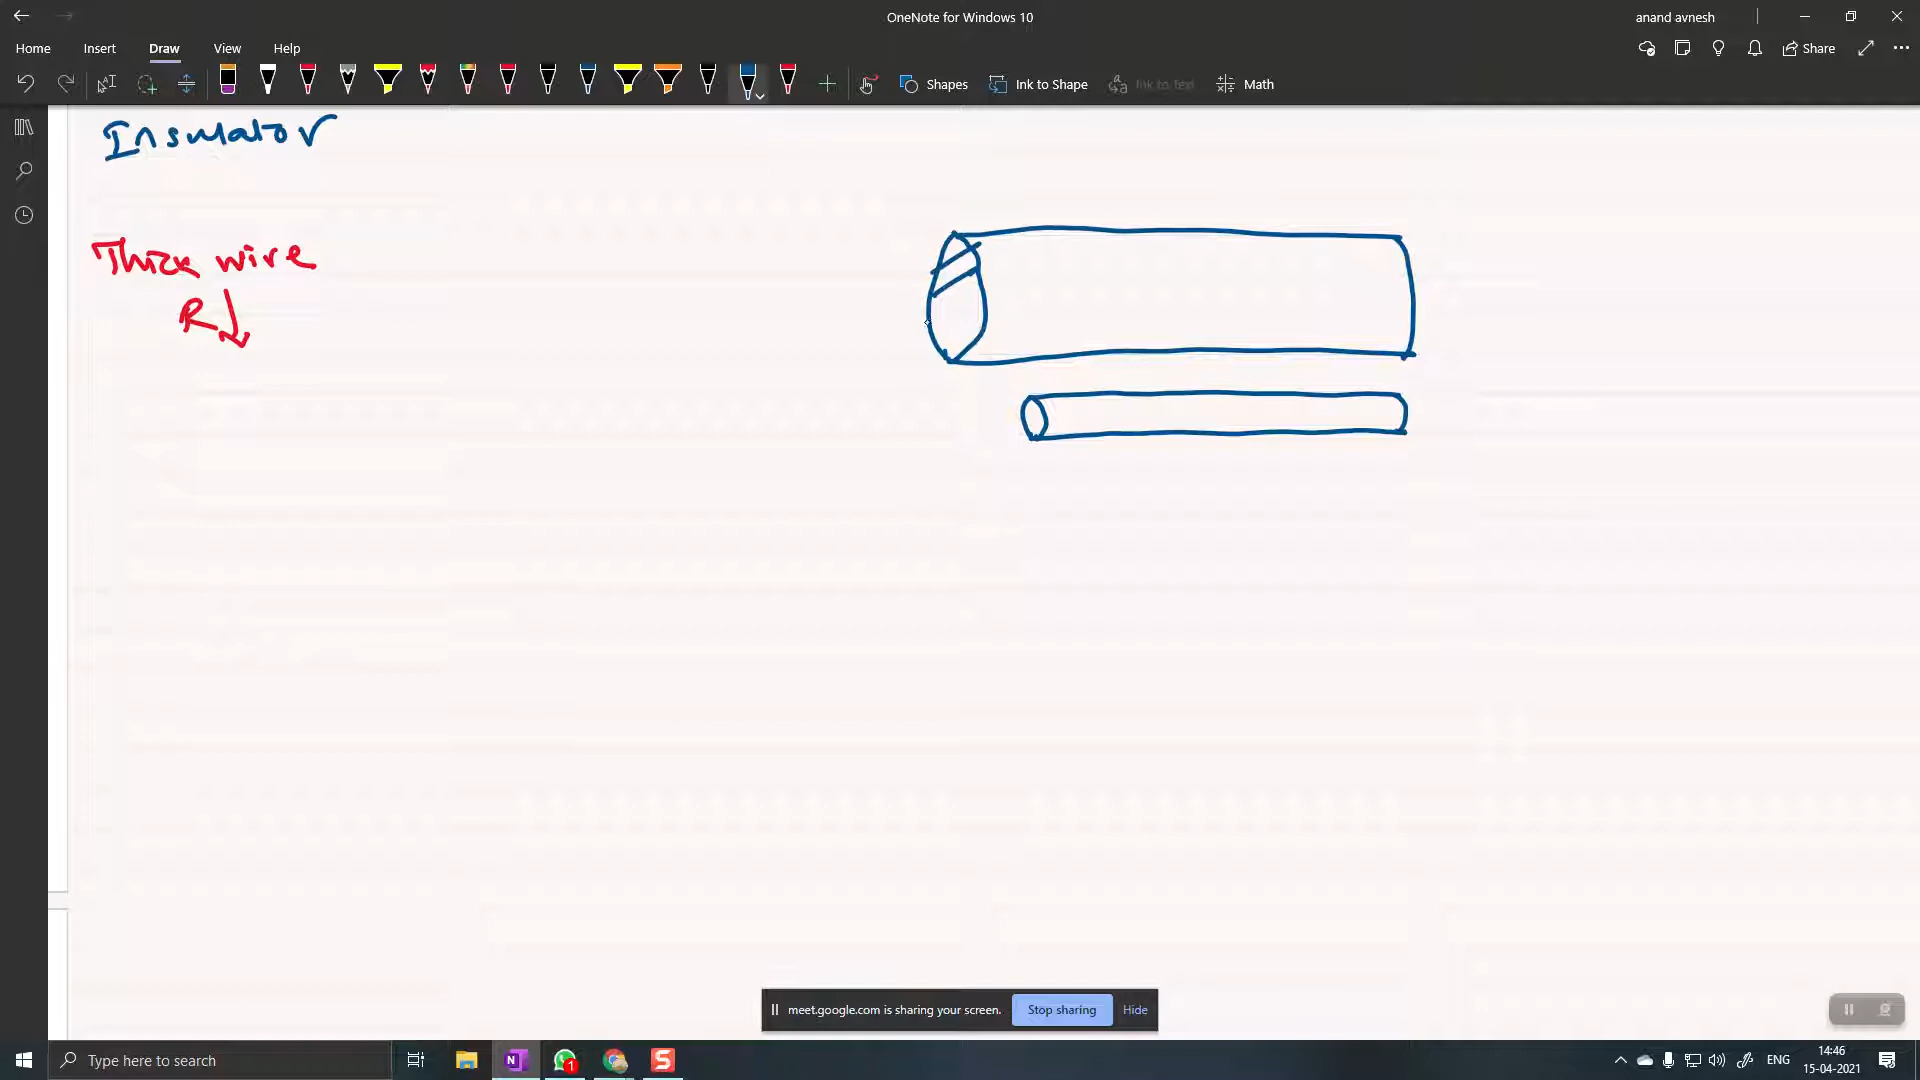 OneNote for Windows 10
anand avnesh
Home Insert Draw View Help
Share
Shapes Ink to Shape Ink to Text Math
Insulator
Thick wire
R↓
meet.google.com is sharing your screen. Stop sharing Hide
Type here to search
1
ENG
14:46
15-04-2021